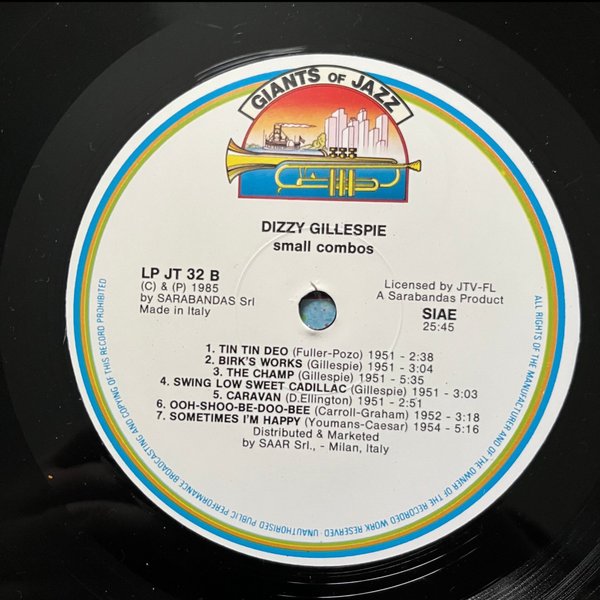 GIANTS OF JAZZ
DIZZY GILLESPIE
small combos
LP JT 32 B
(C) & (P) 1985
by SARABANDAS Srl
Made in Italy
Licensed by JTV-FL
A Sarabandas Product
SIAE
25:45
1. TIN TIN DEO (Fuller-Pozo) 1951 - 2:38
2. BIRK'S WORKS (Gillespie) 1951 - 3:04
3. THE CHAMP (Gillespie) 1951 - 5:35
4. SWING LOW SWEET CADILLAC (Gillespie) 1951 - 3:03
5. CARAVAN (D.Ellington) 1951 - 2:51
6. OOH-SHOO-BE-DOO-BEE (Carroll-Graham) 1952 - 3:18
7. SOMETIMES I'M HAPPY (Youmans-Caesar) 1954 - 5:16
Distributed & Marketed
by SAAR Srl., - Milan, Italy
ALL RIGHTS OF THE MANUFACTURER AND OF THE OWNER OF THE RECORDED WORK RESERVED - UNAUTHORISED PUBLIC PERFORMANCE BROADCASTING AND COPYING OF THIS RECORD PROHIBITED